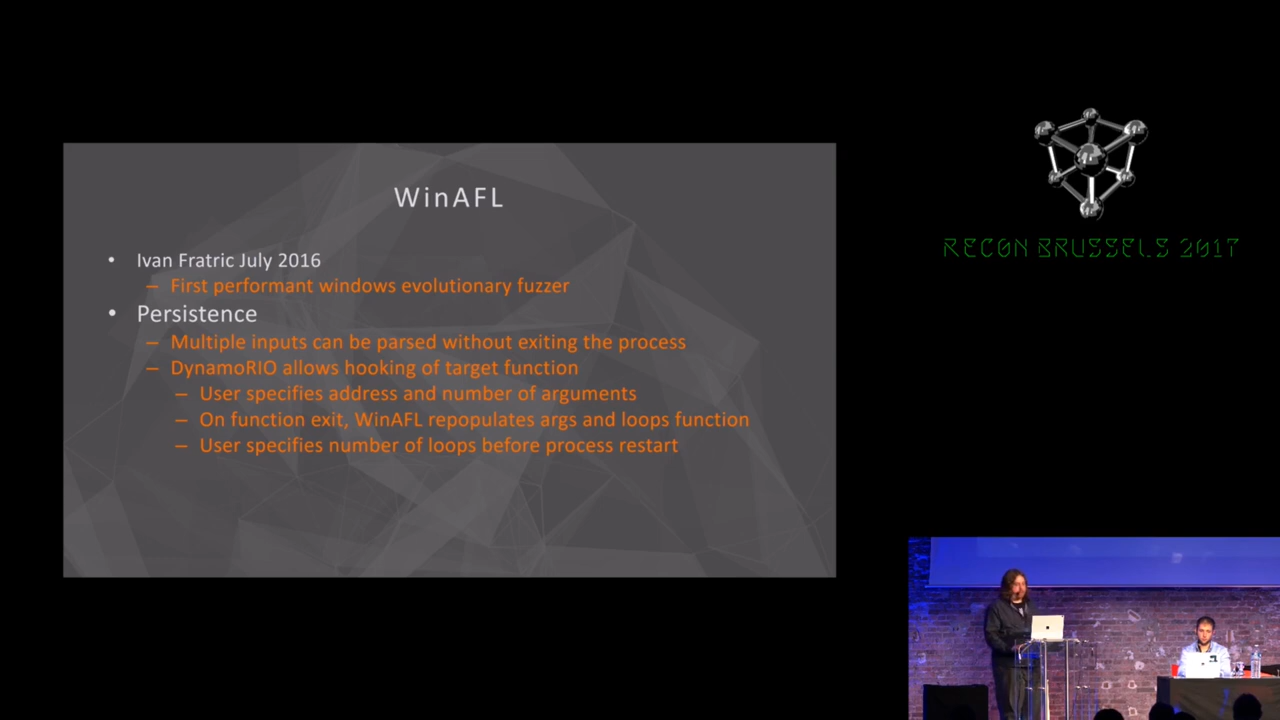 WinAFL
• Ivan Fratric July 2016
– First performant windows evolutionary fuzzer
• Persistence
– Multiple inputs can be parsed without exiting the process
– DynamoRIO allows hooking of target function
– User specifies address and number of arguments
– On function exit, WinAFL repopulates args and loops function
– User specifies number of loops before process restart
RECON BRUSSELS 2017